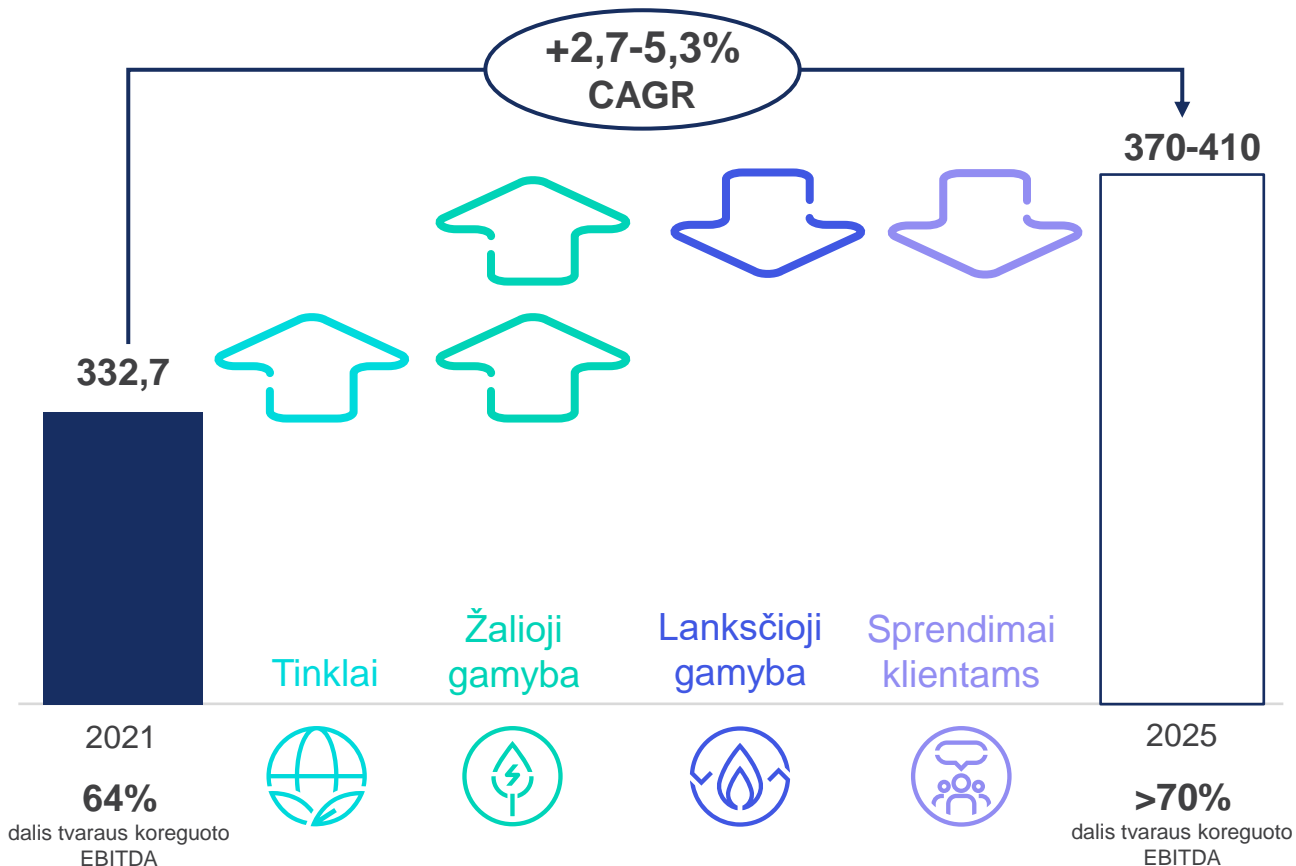 +2,7-5,3%
CAGR
370-410
332,7
Tinklai
Žalioji
gamyba
Lanksčioji
gamyba
Sprendimai
klientams
2021
64%
dalis tvaraus koreguoto
EBITDA
2025
>70%
dalis tvaraus koreguoto
EBITDA